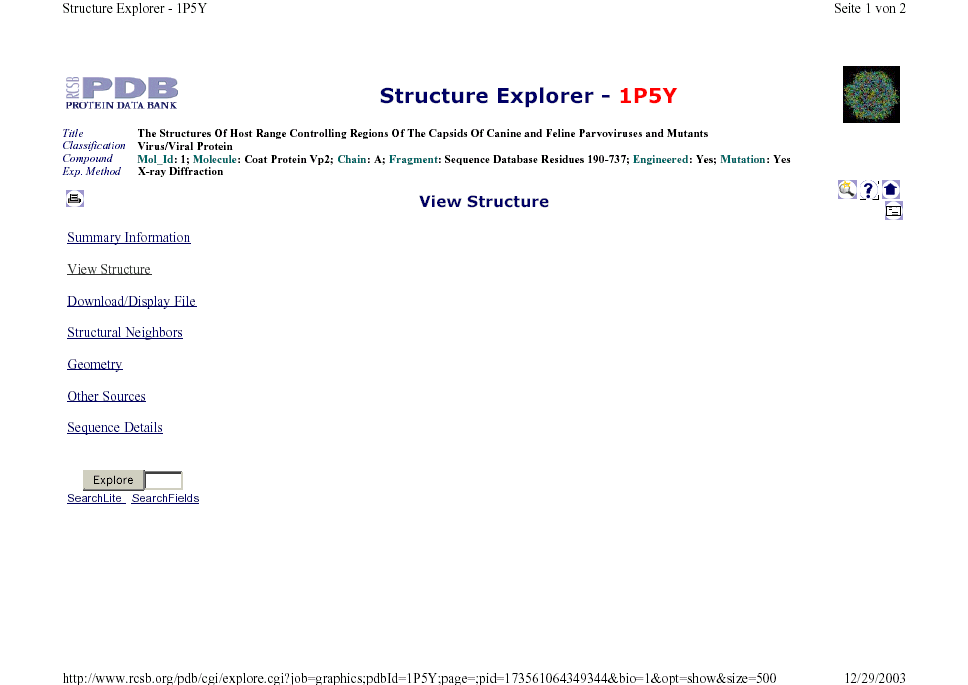 Structure Explorer - 1P5Y
Seite 1 von 2
RCSB PDB
PROTEIN DATA BANK
Structure Explorer - 1P5Y
Title The Structures Of Host Range Controlling Regions Of The Capsids Of Canine and Feline Parvoviruses and Mutants
Classification Virus/Viral Protein
Compound Mol_Id: 1; Molecule: Coat Protein Vp2; Chain: A; Fragment: Sequence Database Residues 190-737; Engineered: Yes; Mutation: Yes
Exp. Method X-ray Diffraction
View Structure
?
Summary Information
View Structure
Download/Display File
Structural Neighbors
Geometry
Other Sources
Sequence Details
Explore
SearchLite SearchFields
http://www.rcsb.org/pdb/cgi/explore.cgi?job=graphics;pdbId=1P5Y;page=;pid=173561064349344&bio=1&opt=show&size=500
12/29/2003